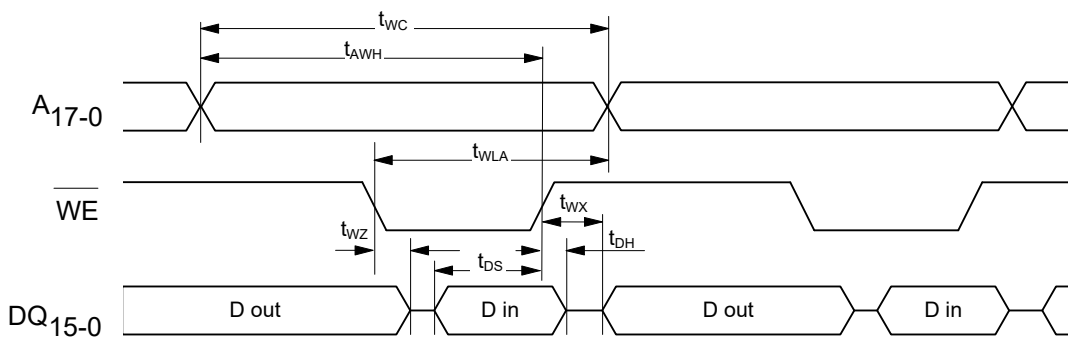 tWC
tAWH
A17-0
tWLA
WE
tWX
tWZ
tDH
tDS
DQ15-0
D out
D in
D out
D in